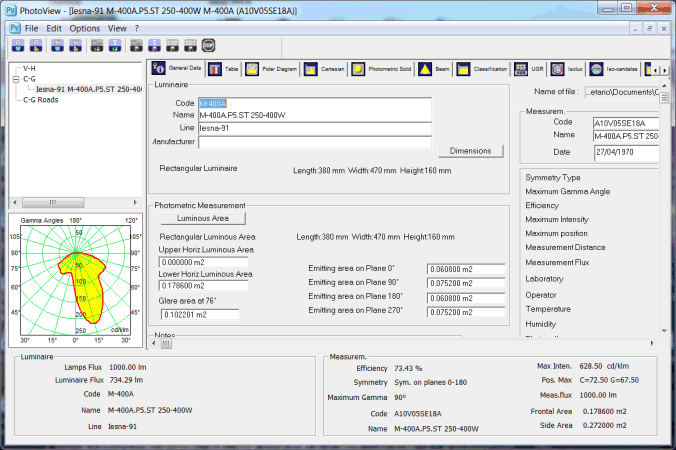 PhotoView - [Iesna-91 M-400A.P5.ST 250-400W M-400A (A10V05SE18A)]
File Edit Options View ?
V-H
C-G
Iesna-91 M-400A.P5.ST 250-40
C-G Roads
General Data Table Polar Diagram Cartesian Photometric Solid Beam Classification UGR Isolux Iso-candelas
Luminaire
Code M-400A
Name M-400A.P5.ST 250-400W
Line Iesna-91
Manufacturer
Dimensions
Rectangular Luminaire Length:380 mm Width:470 mm Height:160 mm
Photometric Measurement
Luminous Area
Rectangular Luminous Area Length:380 mm Width:470 mm Height:160 mm
Upper Horiz.Luminous Area
0.000000 m2
Lower Horiz.Luminous Area
0.178600 m2
Glare area at 76°
0.102201 m2
Emitting area on Plane 0° 0.060800 m2
Emitting area on Plane 90° 0.075200 m2
Emitting area on Plane 180° 0.060800 m2
Emitting area on Plane 270° 0.075200 m2
Notes
Name of file : ..etario\Documents\C
Measurem.
Code A10V05SE18A
Name M-400A.P5.ST 250
Date 27/04/1970
Symmetry Type
Maximum Gamma Angle
Efficiency
Maximum Intensity
Maximum position
Measurement Distance
Measurement Flux
Laboratory
Operator
Temperature
Humidity
Gamma Angles 180° 120°
105° 50 105°
90° 90°
75° 50 75°
100
60° 150 60°
200
45° 250 45°
cd/klm
30° 15° 0° 15° 30°
Luminaire
Lamps Flux 1000.00 lm
Luminaire Flux 734.29 lm
Code M-400A
Name M-400A.P5.ST 250-400W
Line Iesna-91
Measurem.
Efficiency 73.43 %
Symmetry Sym. on planes 0-180
Maximum Gamma 90°
Code A10V05SE18A
Name M-400A.P5.ST 250-400W
Max Inten. 628.50 cd/klm
Pos. Max C=72.50 G=67.50
Meas.flux 1000.00 lm
Frontal Area 0.178600 m2
Side Area 0.272000 m2